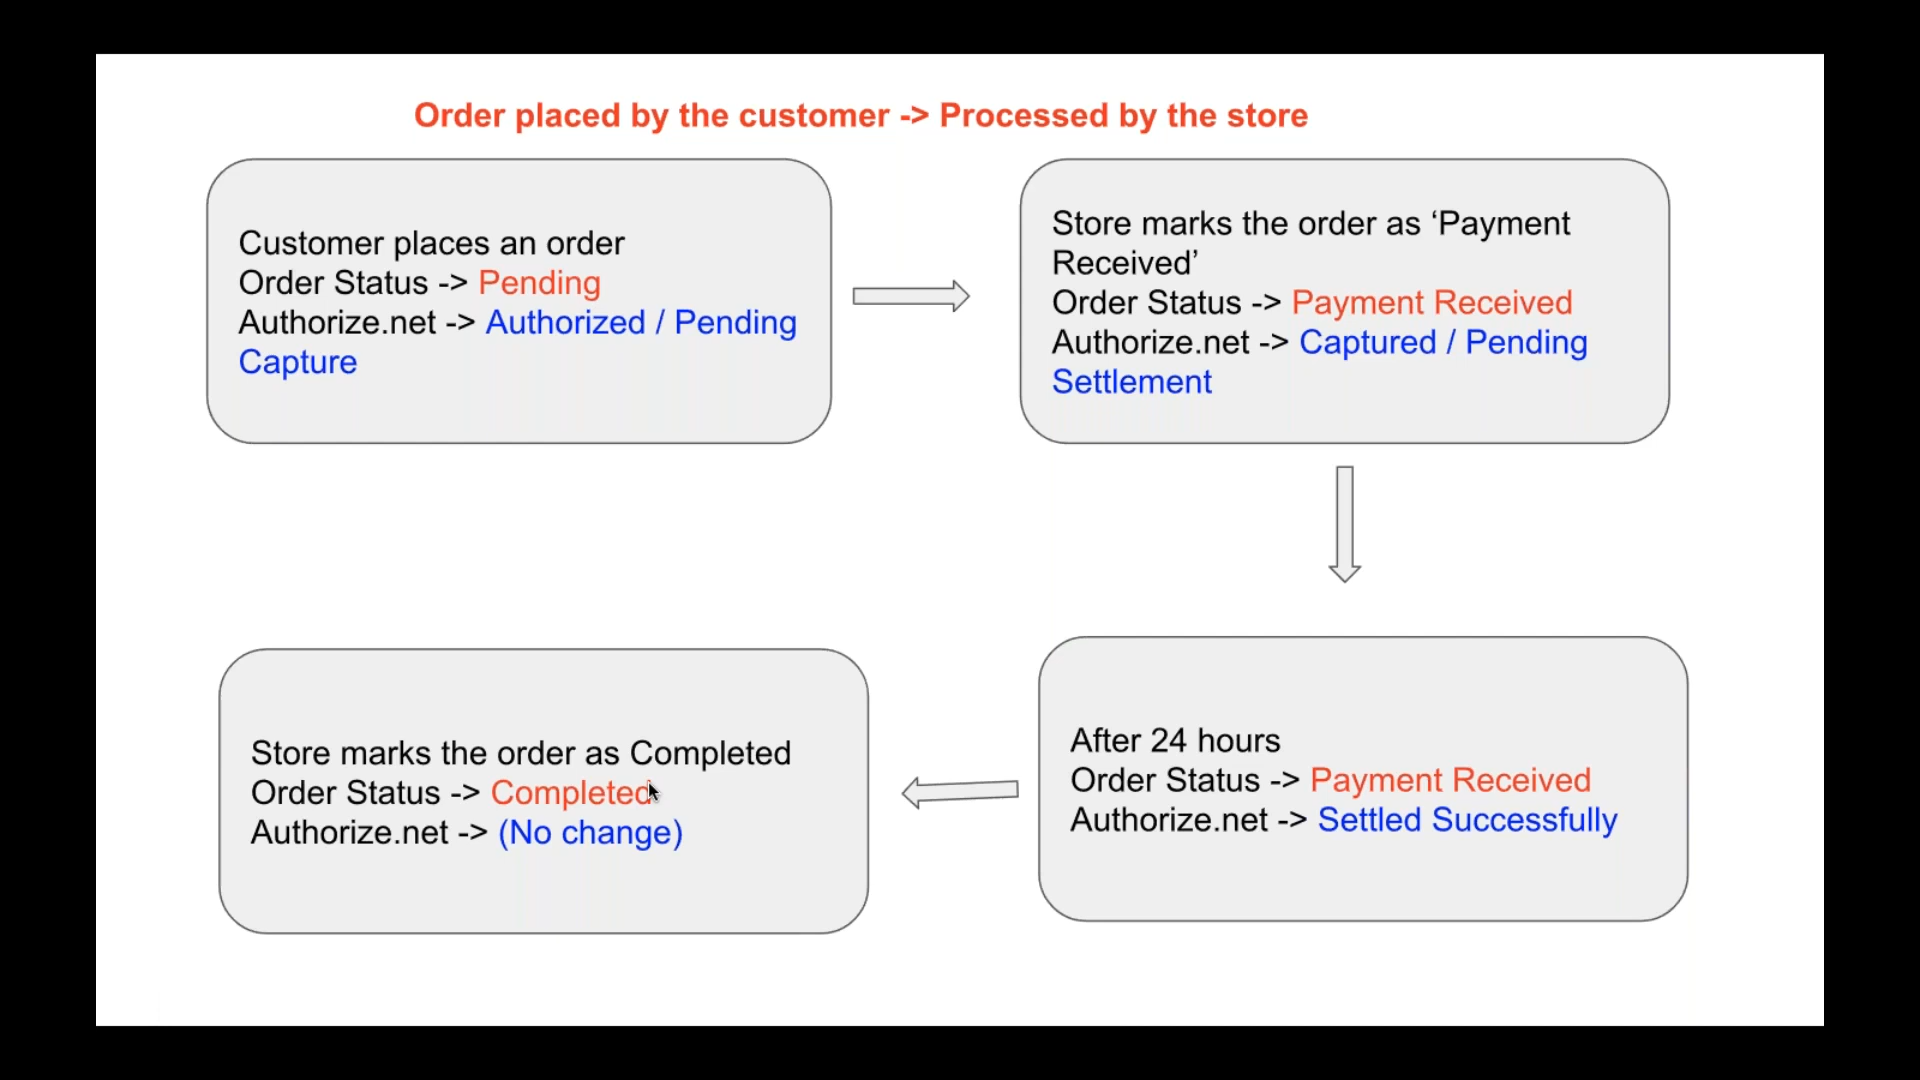 Order placed by the customer -> Processed by the store
Customer places an order
Order Status -> Pending
Authorize.net -> Authorized / Pending
Capture
Store marks the order as ‘Payment
Received’
Order Status -> Payment Received
Authorize.net -> Captured / Pending
Settlement
After 24 hours
Order Status -> Payment Received
Authorize.net -> Settled Successfully
Store marks the order as Completed
Order Status -> Completed
Authorize.net -> (No change)